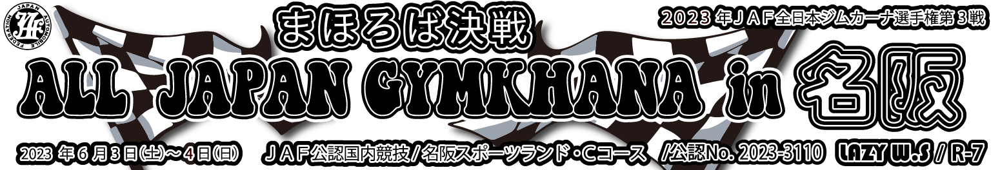 JAPAN AUTOMOBILE FEDERATION
JAF
まほろば決戦
2023年JAF全日本ジムカーナ選手権第3戦
ALL JAPAN GYMKHANA in 名阪
2023 年 6 月 3 日(土)~ 4日(日)
JAF公認国内競技 / 名阪スポーツランド・Cコース /公認No. 2023-3110 LAZY W.S / R-7